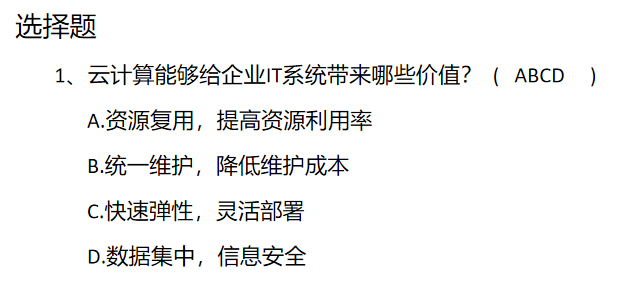 选择题
1、云计算能够给企业IT系统带来哪些价值？（ ABCD ）
A.资源复用，提高资源利用率
B.统一维护，降低维护成本
C.快速弹性，灵活部署
D.数据集中，信息安全